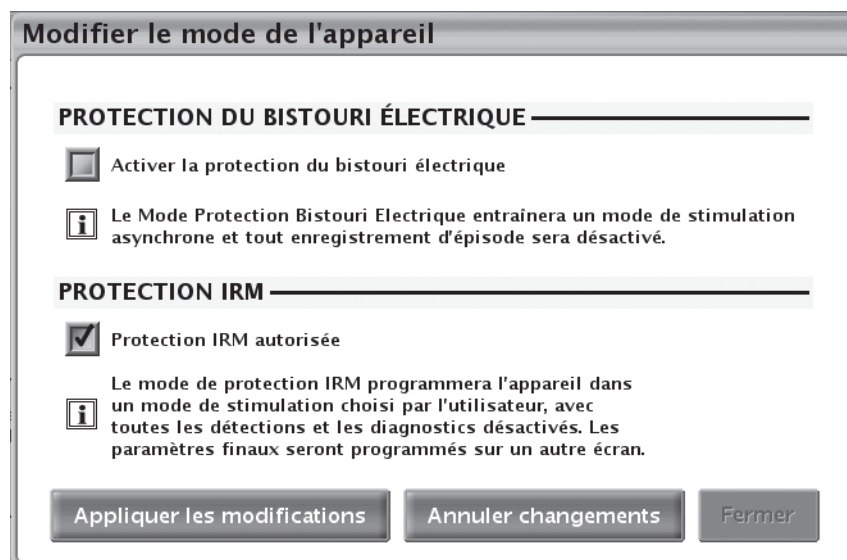 Modifier le mode de l'appareil
PROTECTION DU BISTOURI ÉLECTRIQUE
Activer la protection du bistouri électrique
Le Mode Protection Bistouri Electrique entraînera un mode de stimulation
asynchrone et tout enregistrement d'épisode sera désactivé.
PROTECTION IRM
Protection IRM autorisée
Le mode de protection IRM programmera l'appareil dans
un mode de stimulation choisi par l'utilisateur, avec
toutes les détections et les diagnostics désactivés. Les
paramètres finaux seront programmés sur un autre écran.
Appliquer les modifications Annuler changements Fermer